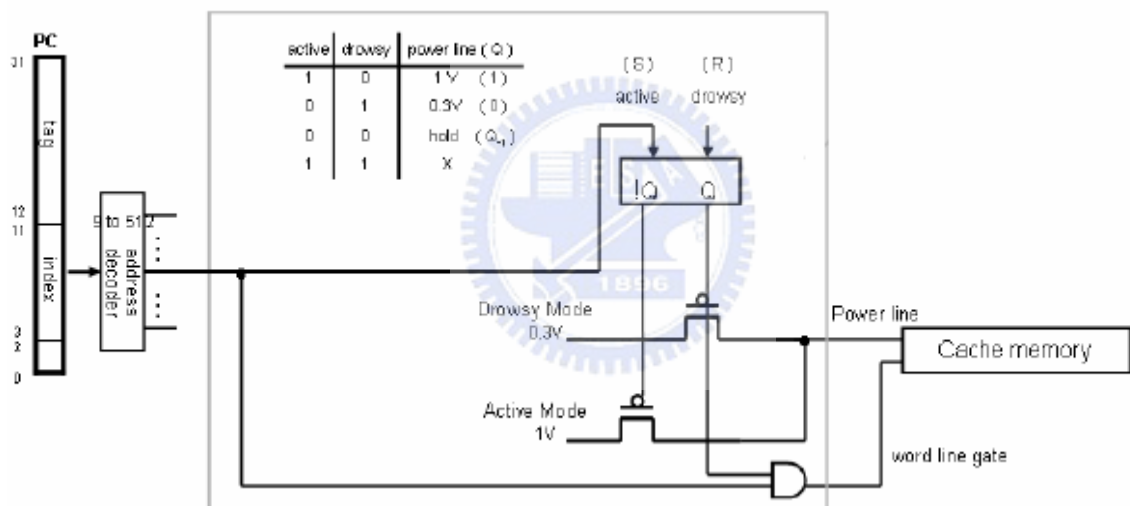 PC
31
tag
12
11
index
3
2
0
9 to 512
address
decoder
active drowsy power line (Q)
1 0 1V (1)
0 1 0.3V (0)
0 0 hold (Q-1)
1 1 X
(S) (R)
active drowsy
!Q Q
1896
Drowsy Mode
0.3V
Active Mode
1V
Power line
Cache memory
word line gate